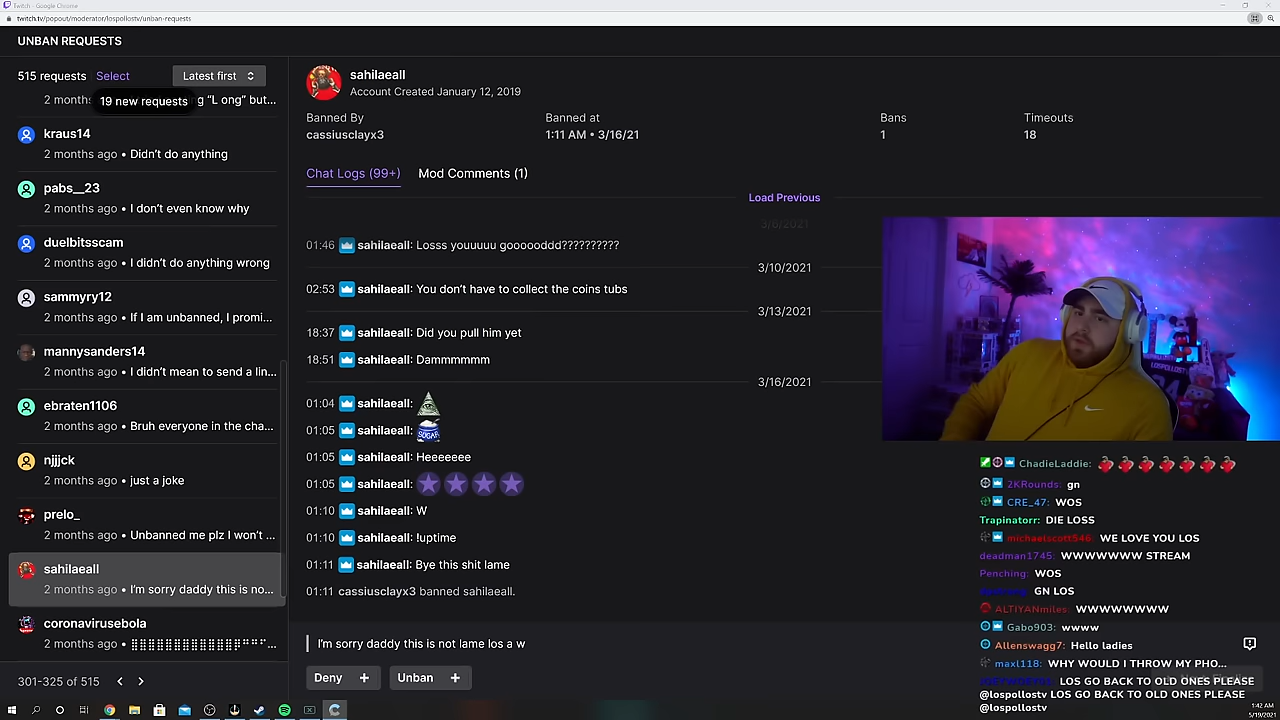 Twitch - Google Chrome
twitch.tv/popout/moderator/lospollostv/unban-requests
UNBAN REQUESTS
515 requests Select Latest first
2 months
g "L ong" but...
19 new requests
kraus14
2 months ago • Didn't do anything
pabs__23
2 months ago • I don't even know why
duelbitsscam
2 months ago • I didn't do anything wrong
sammyry12
2 months ago • If I am unbanned, I promi...
mannysanders14
2 months ago • I didn't mean to send a lin...
ebraten1106
2 months ago • Bruh everyone in the cha...
njjjck
2 months ago • just a joke
prelo_
2 months ago • Unbanned me plz I won't ...
sahilaeall
2 months ago • I'm sorry daddy this is no...
coronavirusebola
2 months ago •
301-325 of 515
sahilaeall
Account Created January 12, 2019
Banned By
cassiusclayx3
Banned at
1:11 AM • 3/16/21
Bans
1
Timeouts
18
Chat Logs (99+) Mod Comments (1)
Load Previous
01:46 sahilaeall: Losss youuuuu goooooddd??????????
3/10/2021
02:53 sahilaeall: You don't have to collect the coins tubs
3/13/2021
18:37 sahilaeall: Did you pull him yet
18:51 sahilaeall: Dammmmmm
3/16/2021
01:04 sahilaeall:
01:05 sahilaeall: SUGAR
01:05 sahilaeall: Heeeeeee
01:05 sahilaeall:
01:10 sahilaeall: W
01:10 sahilaeall: !uptime
01:11 sahilaeall: Bye this shit lame
01:11 cassiusclayx3 banned sahilaeall.
I'm sorry daddy this is not lame los a w
Deny + Unban +
ChadieLaddie:
2KRounds: gn
CRE_47: WOS
Trapinatorr: DIE LOSS
michaelscott546: WE LOVE YOU LOS
deadman1745: WWWWWWW STREAM
Penching: WOS
GN LOS
ALTIYANmiles: WWWWWWWW
Gabo903: wwww
Allenswagg7: Hello ladies
maxl118: WHY WOULD I THROW MY PHO...
LOS GO BACK TO OLD ONES PLEASE
@lospollostv LOS GO BACK TO OLD ONES PLEASE
@lospollostv
1:42 AM
5/19/2021